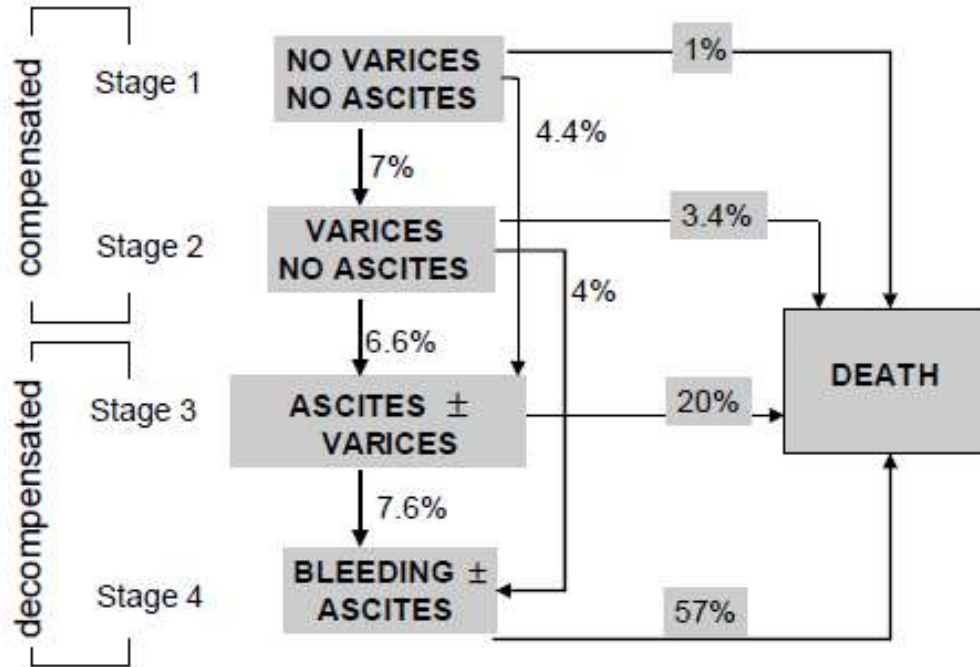 compensated
Stage 1
NO VARICES
NO ASCITES
1%
4.4%
7%
Stage 2
VARICES
NO ASCITES
3.4%
4%
6.6%
decompensated
Stage 3
ASCITES ±
VARICES
20%
DEATH
7.6%
Stage 4
BLEEDING ±
ASCITES
57%